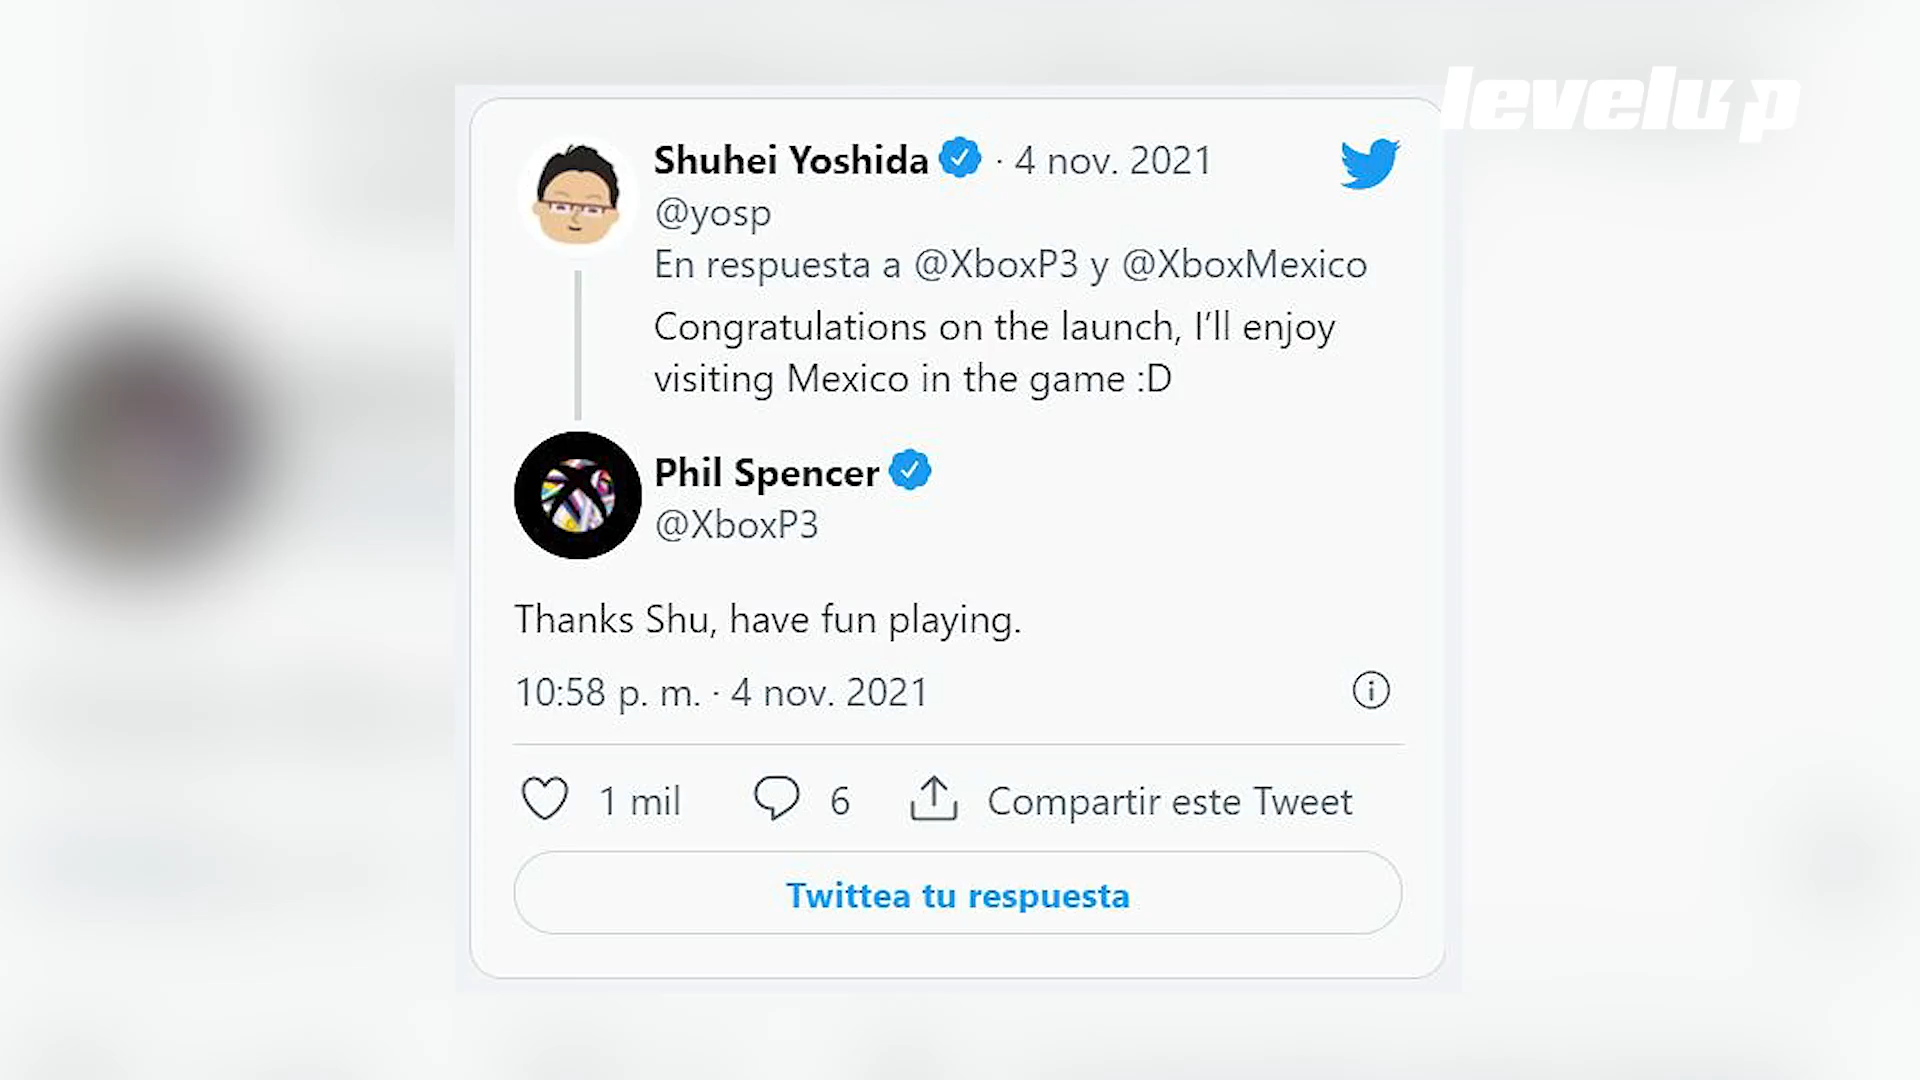 levelup
Shuhei Yoshida · 4 nov. 2021
@yosp
En respuesta a @XboxP3 y @XboxMexico
Congratulations on the launch, I’ll enjoy
visiting Mexico in the game :D
Phil Spencer
@XboxP3
Thanks Shu, have fun playing.
10:58 p. m. · 4 nov. 2021
1 mil 6 Compartir este Tweet
Twittea tu respuesta